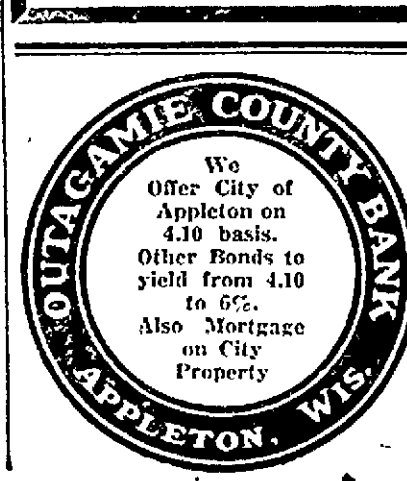 OUTAGAMIE COUNTY BANK
We
Offer City of
Appleton on
4.10 basis.
Other Bonds to
yield from 4.10
to 6%.
Also Mortgage
on City
Property
APPLETON, WIS.